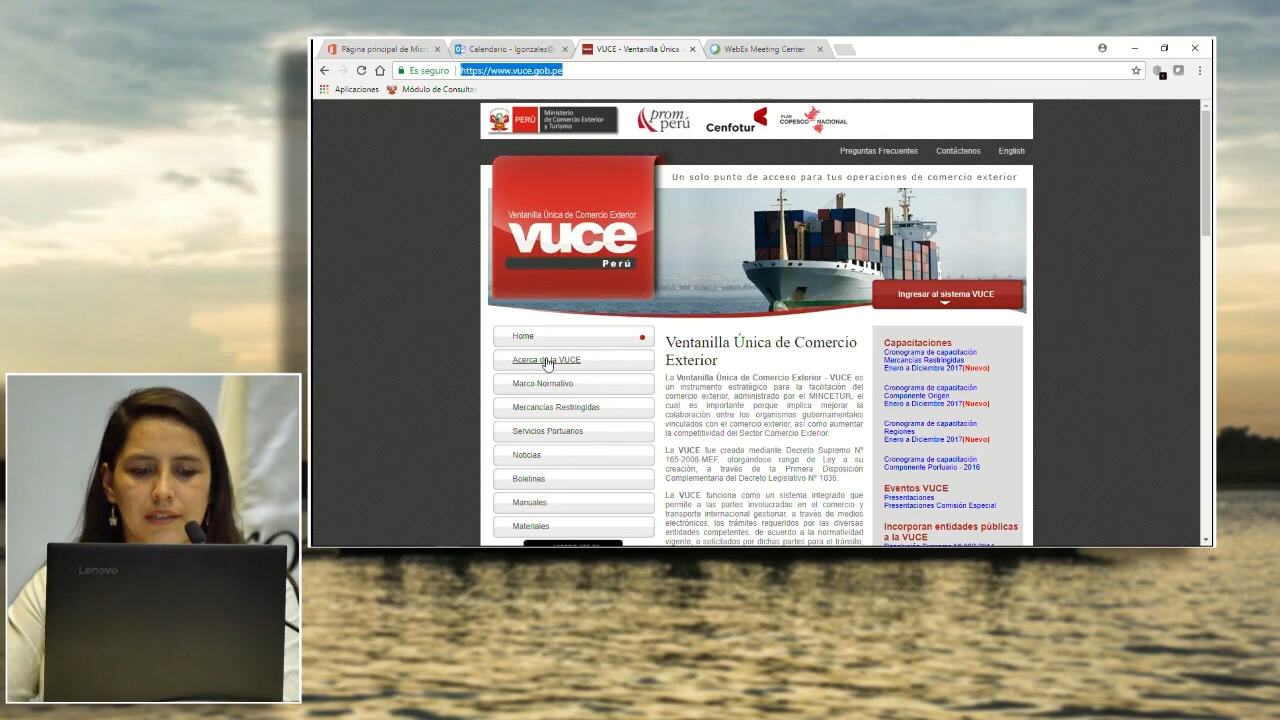 Página principal de Micr
Calendario - lgonzales@
VUCE - Ventanilla Única
WebEx Meeting Center
Es seguro
https://www.vuce.gob.pe
Aplicaciones
Módulo de Consulta
PERÚ
Ministerio
de Comercio Exterior
y Turismo
prom
perú
Cenfotur
PLAN
COPESCO NACIONAL
Preguntas Frecuentes
Contáctenos
English
Un solo punto de acceso para tus operaciones de comercio exterior
Ventanilla Única de Comercio Exterior
vuce
Perú
Ingresar al sistema VUCE
Home
Acerca de la VUCE
Marco Normativo
Mercancías Restringidas
Servicios Portuarios
Noticias
Boletines
Manuales
Materiales
Ventanilla Única de Comercio
Exterior
La Ventanilla Única de Comercio Exterior - VUCE es
un instrumento estratégico para la facilitación del
comercio exterior, administrado por el MINCETUR, el
cual es importante porque implica mejorar la
colaboración entre los organismos gubernamentales
vinculados con el comercio exterior, así como aumentar
la competitividad del Sector Comercio Exterior.
La VUCE fue creada mediante Decreto Supremo Nº
165-2006-MEF, otorgándose rango de Ley a su
creación, a través de la Primera Disposición
Complementaria del Decreto Legislativo Nº 1036.
La VUCE funciona como un sistema integrado que
permite a las partes involucradas en el comercio y
transporte internacional gestionar, a través de medios
electrónicos, los trámites requeridos por las diversas
entidades competentes, de acuerdo a la normatividad
vigente, o solicitados por dichas partes para el tránsito,
Capacitaciones
Cronograma de capacitación
Mercancías Restringidas
Enero a Diciembre 2017(Nuevo)
Cronograma de capacitación
Componente Origen
Enero a Diciembre 2017(Nuevo)
Cronograma de capacitación
Regiones
Enero a Diciembre 2017(Nuevo)
Cronograma de capacitación
Componente Portuario - 2016
Eventos VUCE
Presentaciones
Presentaciones Comisión Especial
Incorporan entidades públicas
a la VUCE
Lenovo